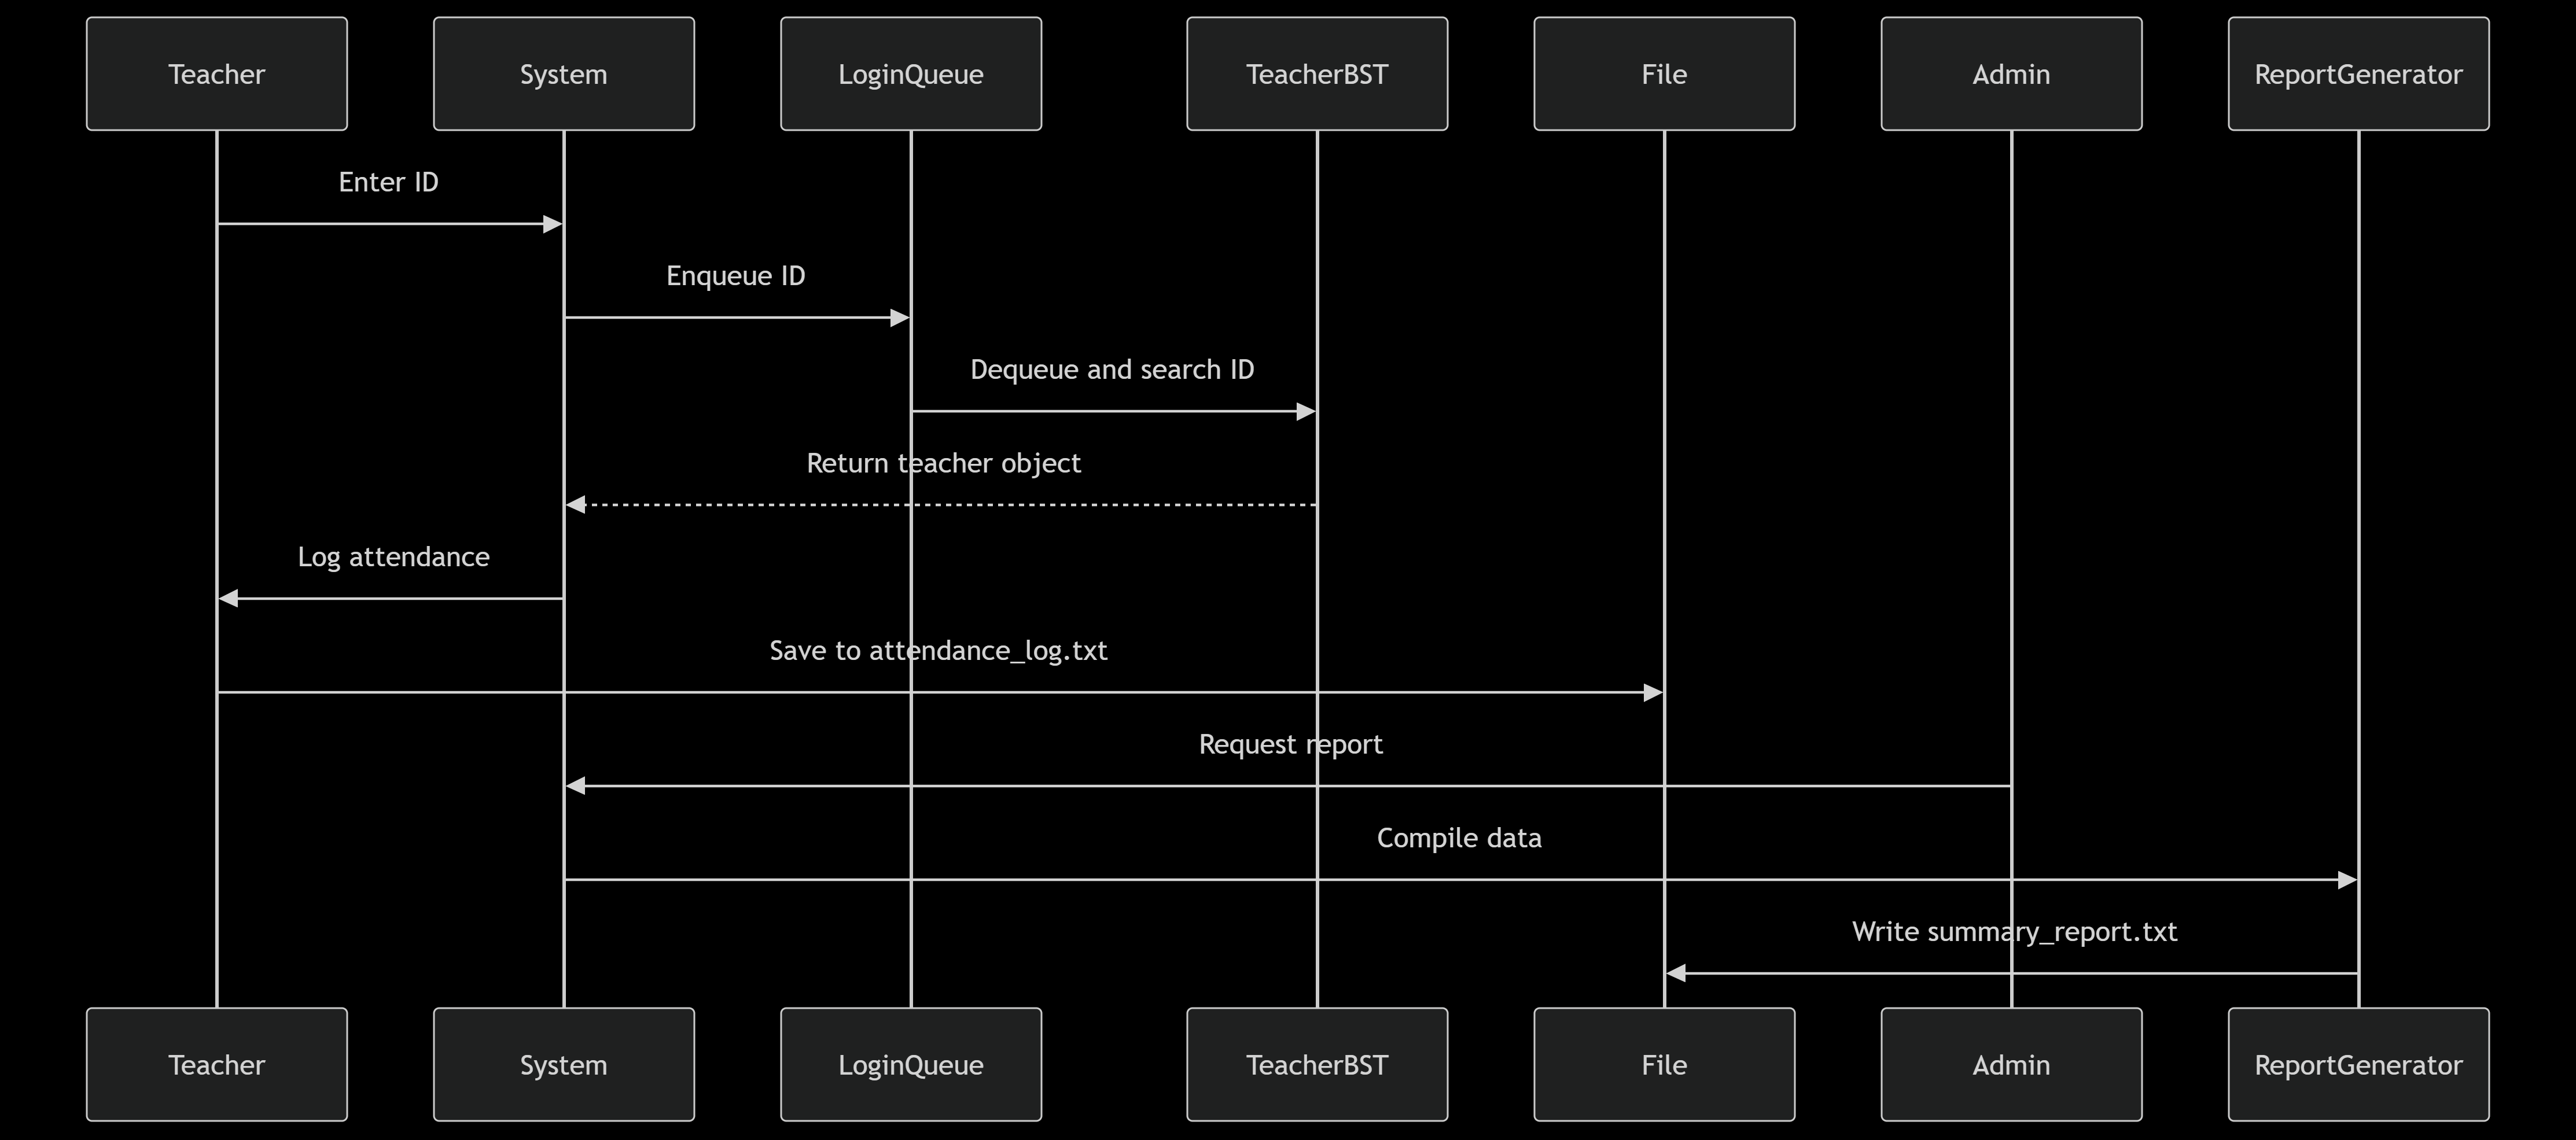 Teacher
System
LoginQueue
TeacherBST
File
Admin
ReportGenerator
Enter ID
Enqueue ID
Dequeue and search ID
Return teacher object
Log attendance
Save to attendance_log.txt
Request report
Compile data
Write summary_report.txt
Teacher
System
LoginQueue
TeacherBST
File
Admin
ReportGenerator